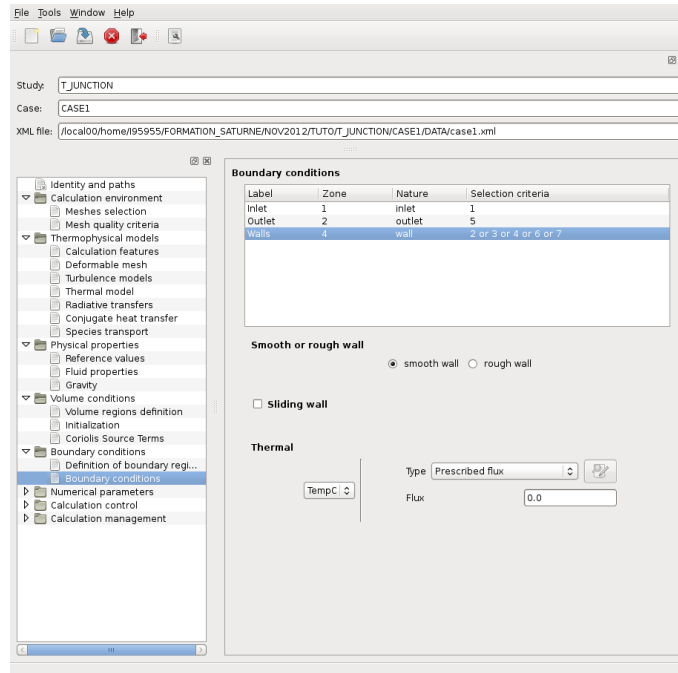 File Tools Window Help
Study: T_JUNCTION
Case: CASE1
XML file: /local00/home/I95955/FORMATION_SATURNE/NOV2012/TUTO/T_JUNCTION/CASE1/DATA/case1.xml
Identity and paths
Calculation environment
Meshes selection
Mesh quality criteria
Thermophysical models
Calculation features
Deformable mesh
Turbulence models
Thermal model
Radiative transfers
Conjugate heat transfer
Species transport
Physical properties
Reference values
Fluid properties
Gravity
Volume conditions
Volume regions definition
Initialization
Coriolis Source Terms
Boundary conditions
Definition of boundary regi...
Boundary conditions
Numerical parameters
Calculation control
Calculation management
Boundary conditions
Label Zone Nature Selection criteria
Inlet 1 inlet 1
Outlet 2 outlet 5
Walls 4 wall 2 or 3 or 4 or 6 or 7
Smooth or rough wall
smooth wall rough wall
Sliding wall
Thermal
Type Prescribed flux
TempC
Flux 0.0